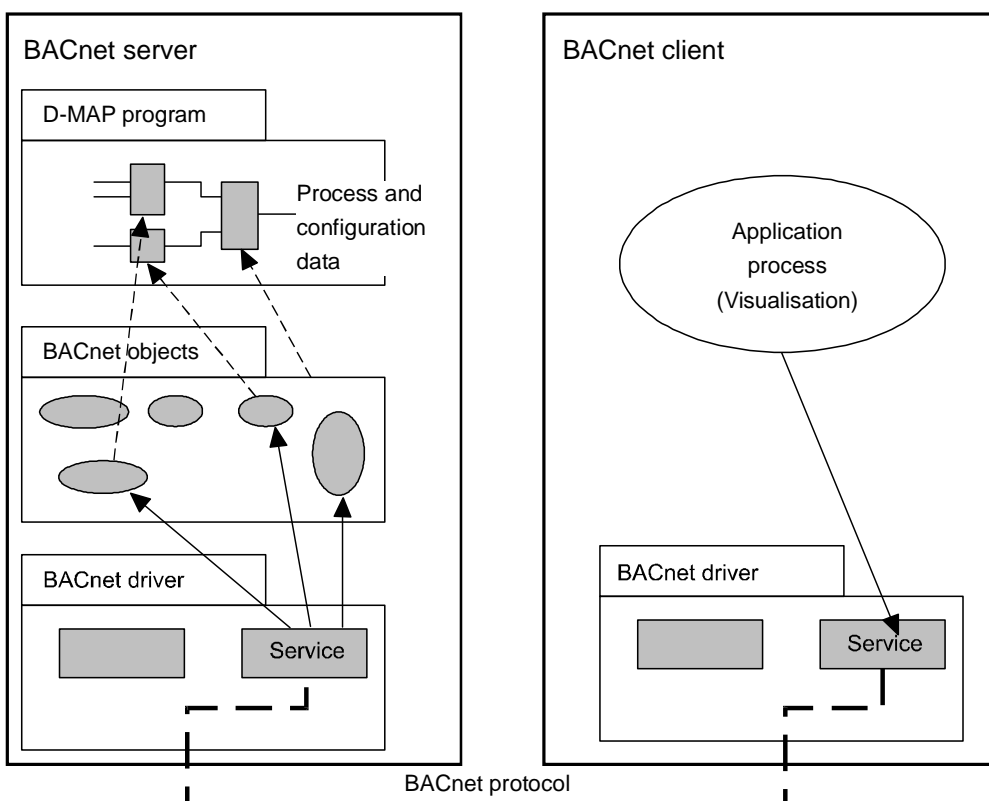 BACnet server
D-MAP program
Process and
configuration
data
BACnet objects
BACnet driver
Service
BACnet client
Application
process
(Visualisation)
BACnet driver
Service
BACnet protocol